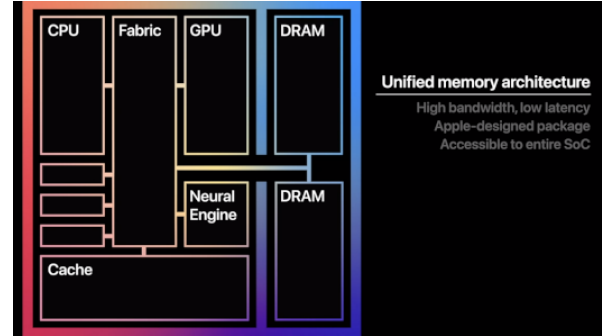 CPU
Fabric
GPU
DRAM
Neural
Engine
DRAM
Cache
Unified memory architecture
High bandwidth, low latency
Apple-designed package
Accessible to entire SoC